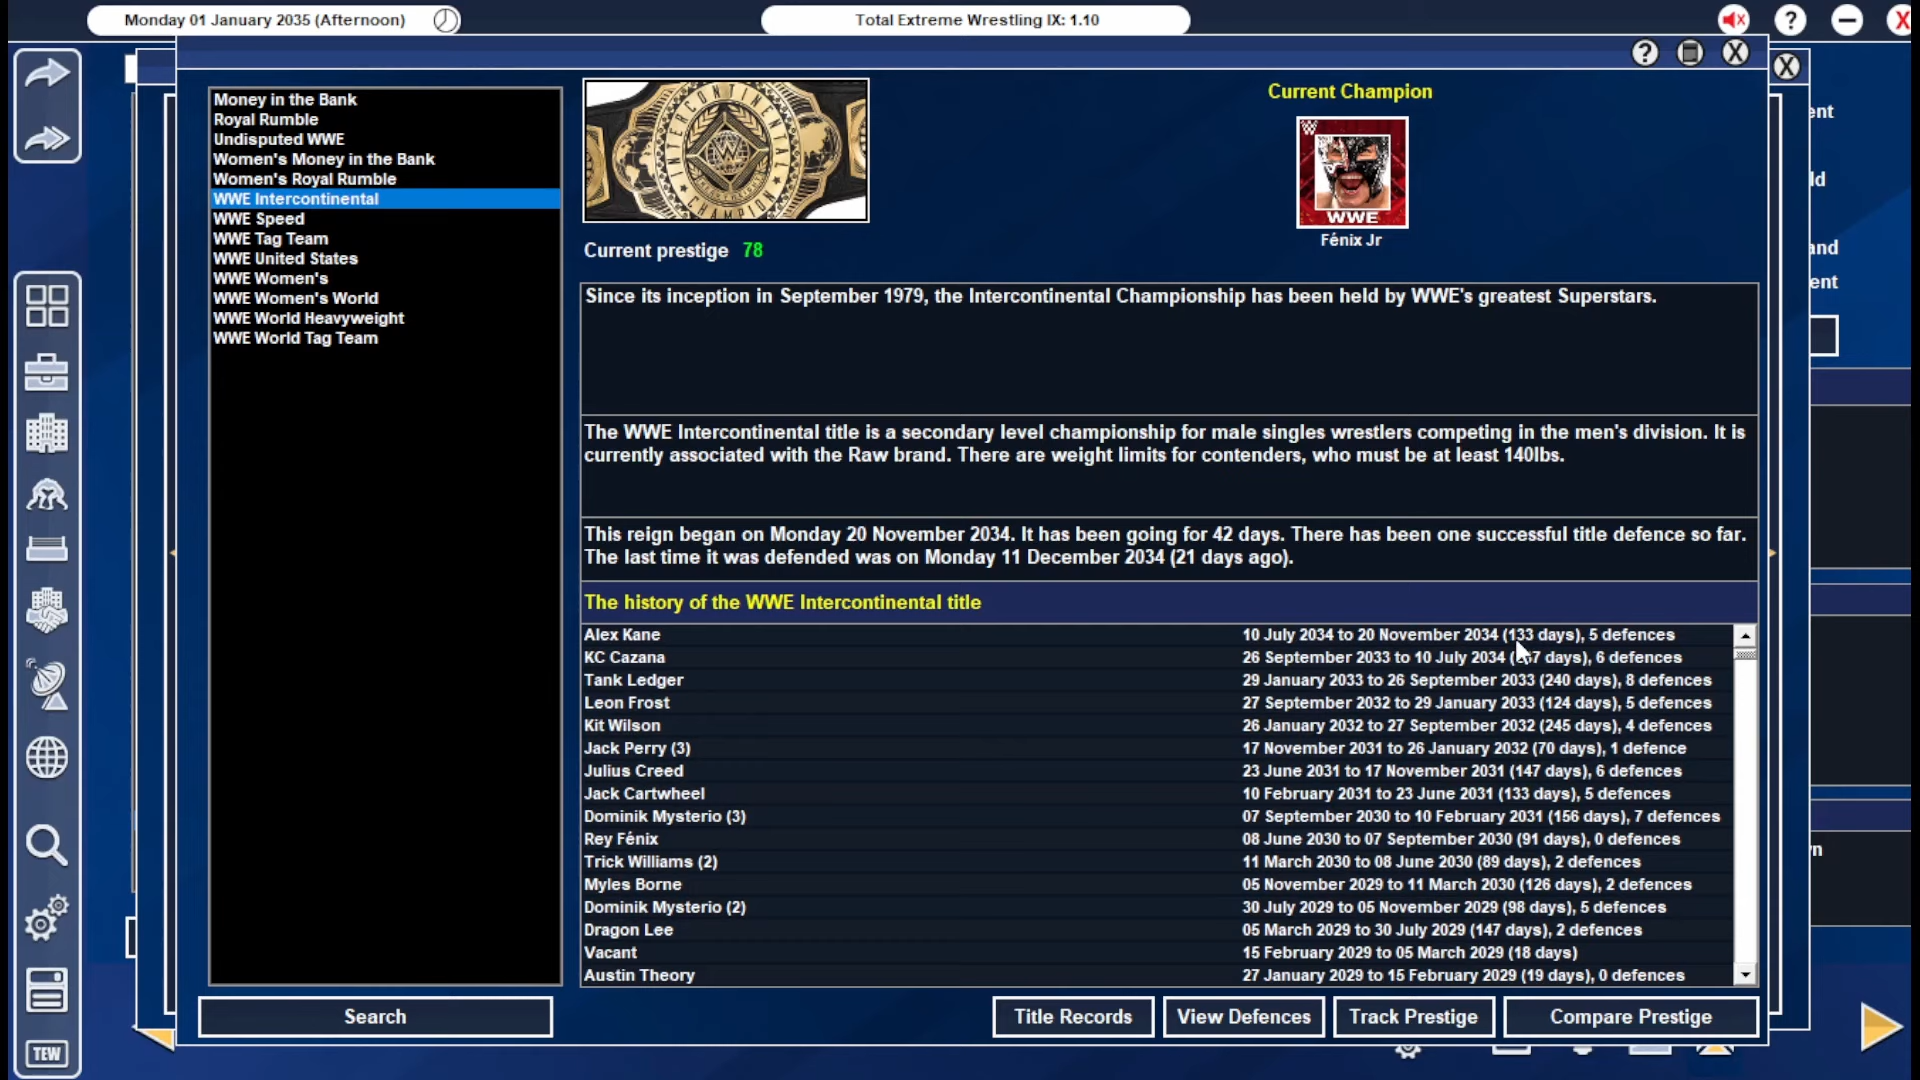 Monday 01 January 2035 (Afternoon)
Total Extreme Wrestling IX: 1.10
Money in the Bank
Royal Rumble
Undisputed WWE
Women's Money in the Bank
Women's Royal Rumble
WWE Intercontinental
WWE Speed
WWE Tag Team
WWE United States
WWE Women's
WWE Women's World
WWE World Heavyweight
WWE World Tag Team
INTERCONTINENTAL
CHAMPION
Current Champion
WWE
Fénix Jr
Current prestige 78
Since its inception in September 1979, the Intercontinental Championship has been held by WWE's greatest Superstars.
The WWE Intercontinental title is a secondary level championship for male singles wrestlers competing in the men's division. It is
currently associated with the Raw brand. There are weight limits for contenders, who must be at least 140lbs.
This reign began on Monday 20 November 2034. It has been going for 42 days. There has been one successful title defence so far.
The last time it was defended was on Monday 11 December 2034 (21 days ago).
The history of the WWE Intercontinental title
Alex Kane 10 July 2034 to 20 November 2034 (133 days), 5 defences
KC Cazana 26 September 2033 to 10 July 2034 ( 7 days), 6 defences
Tank Ledger 29 January 2033 to 26 September 2033 (240 days), 8 defences
Leon Frost 27 September 2032 to 29 January 2033 (124 days), 5 defences
Kit Wilson 26 January 2032 to 27 September 2032 (245 days), 4 defences
Jack Perry (3) 17 November 2031 to 26 January 2032 (70 days), 1 defence
Julius Creed 23 June 2031 to 17 November 2031 (147 days), 6 defences
Jack Cartwheel 10 February 2031 to 23 June 2031 (133 days), 5 defences
Dominik Mysterio (3) 07 September 2030 to 10 February 2031 (156 days), 7 defences
Rey Fénix 08 June 2030 to 07 September 2030 (91 days), 0 defences
Trick Williams (2) 11 March 2030 to 08 June 2030 (89 days), 2 defences
Myles Borne 05 November 2029 to 11 March 2030 (126 days), 2 defences
Dominik Mysterio (2) 30 July 2029 to 05 November 2029 (98 days), 5 defences
Dragon Lee 05 March 2029 to 30 July 2029 (147 days), 2 defences
Vacant 15 February 2029 to 05 March 2029 (18 days)
Austin Theory 27 January 2029 to 15 February 2029 (19 days), 0 defences
Search
Title Records
View Defences
Track Prestige
Compare Prestige
TEW
ent
ld
and
ent